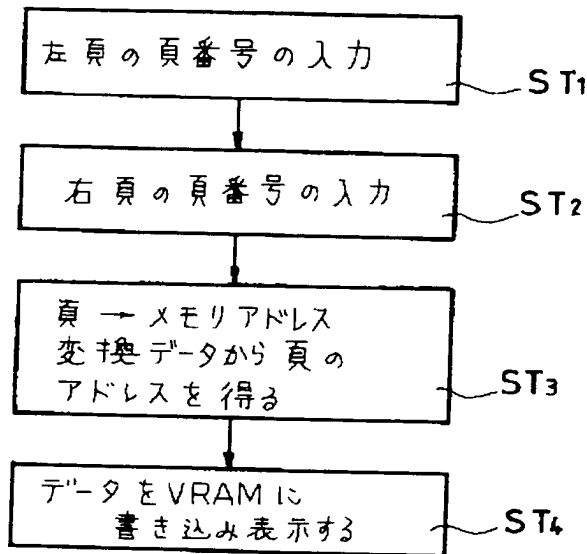 左頁の頁番号の入力
ST1
右頁の頁番号の入力
ST2
頁→メモリアドレス
変換データから頁の
アドレスを得る
ST3
データをVRAMに
書き込み表示する
ST4